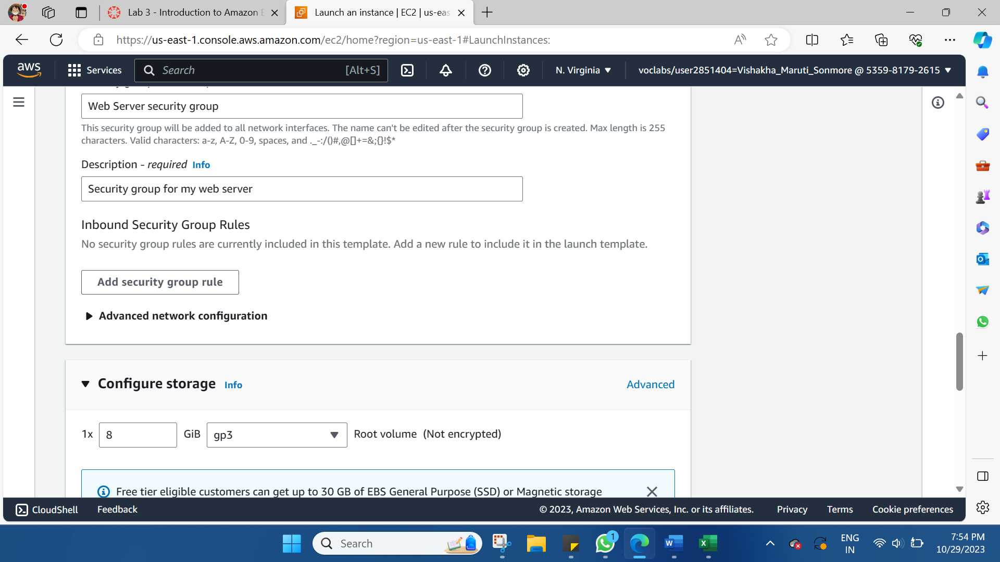 Lab 3 - Introduction to Amazon E
Launch an instance | EC2 | us-eas
https://us-east-1.console.aws.amazon.com/ec2/home?region=us-east-1#LaunchInstances:
aws
Services
Search
[Alt+S]
N. Virginia
voclabs/user2851404=Vishakha_Maruti_Sonmore @ 5359-8179-2615
Web Server security group
This security group will be added to all network interfaces. The name can't be edited after the security group is created. Max length is 255
characters. Valid characters: a-z, A-Z, 0-9, spaces, and ._-:/()#,@[]+=&;{}!$*
Description - required Info
Security group for my web server
Inbound Security Group Rules
No security group rules are currently included in this template. Add a new rule to include it in the launch template.
Add security group rule
Advanced network configuration
Configure storage Info
Advanced
1x 8 GiB gp3 Root volume (Not encrypted)
Free tier eligible customers can get up to 30 GB of EBS General Purpose (SSD) or Magnetic storage
CloudShell
Feedback
© 2023, Amazon Web Services, Inc. or its affiliates.
Privacy
Terms
Cookie preferences
Search
1
ENG
IN
7:54 PM
10/29/2023